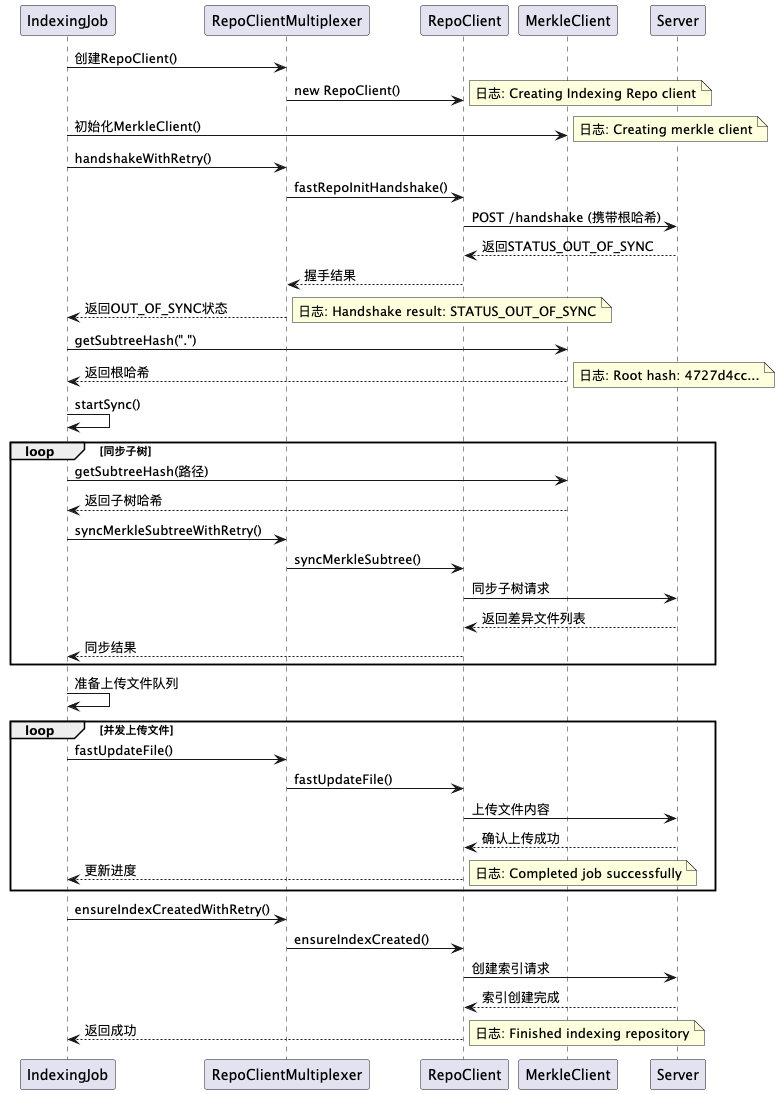 IndexingJob
RepoClientMultiplexer
RepoClient
MerkleClient
Server
创建RepoClient()
new RepoClient()
日志: Creating Indexing Repo client
初始化MerkleClient()
日志: Creating merkle client
handshakeWithRetry()
fastRepoInitHandshake()
POST /handshake (携带根哈希)
返回STATUS_OUT_OF_SYNC
握手结果
返回OUT_OF_SYNC状态
日志: Handshake result: STATUS_OUT_OF_SYNC
getSubtreeHash(".")
返回根哈希
日志: Root hash: 4727d4cc...
startSync()
loop
[同步子树]
getSubtreeHash(路径)
返回子树哈希
syncMerkleSubtreeWithRetry()
syncMerkleSubtree()
同步子树请求
返回差异文件列表
同步结果
准备上传文件队列
loop
[并发上传文件]
fastUpdateFile()
fastUpdateFile()
上传文件内容
确认上传成功
更新进度
日志: Completed job successfully
ensureIndexCreatedWithRetry()
ensureIndexCreated()
创建索引请求
索引创建完成
返回成功
日志: Finished indexing repository
IndexingJob
RepoClientMultiplexer
RepoClient
MerkleClient
Server